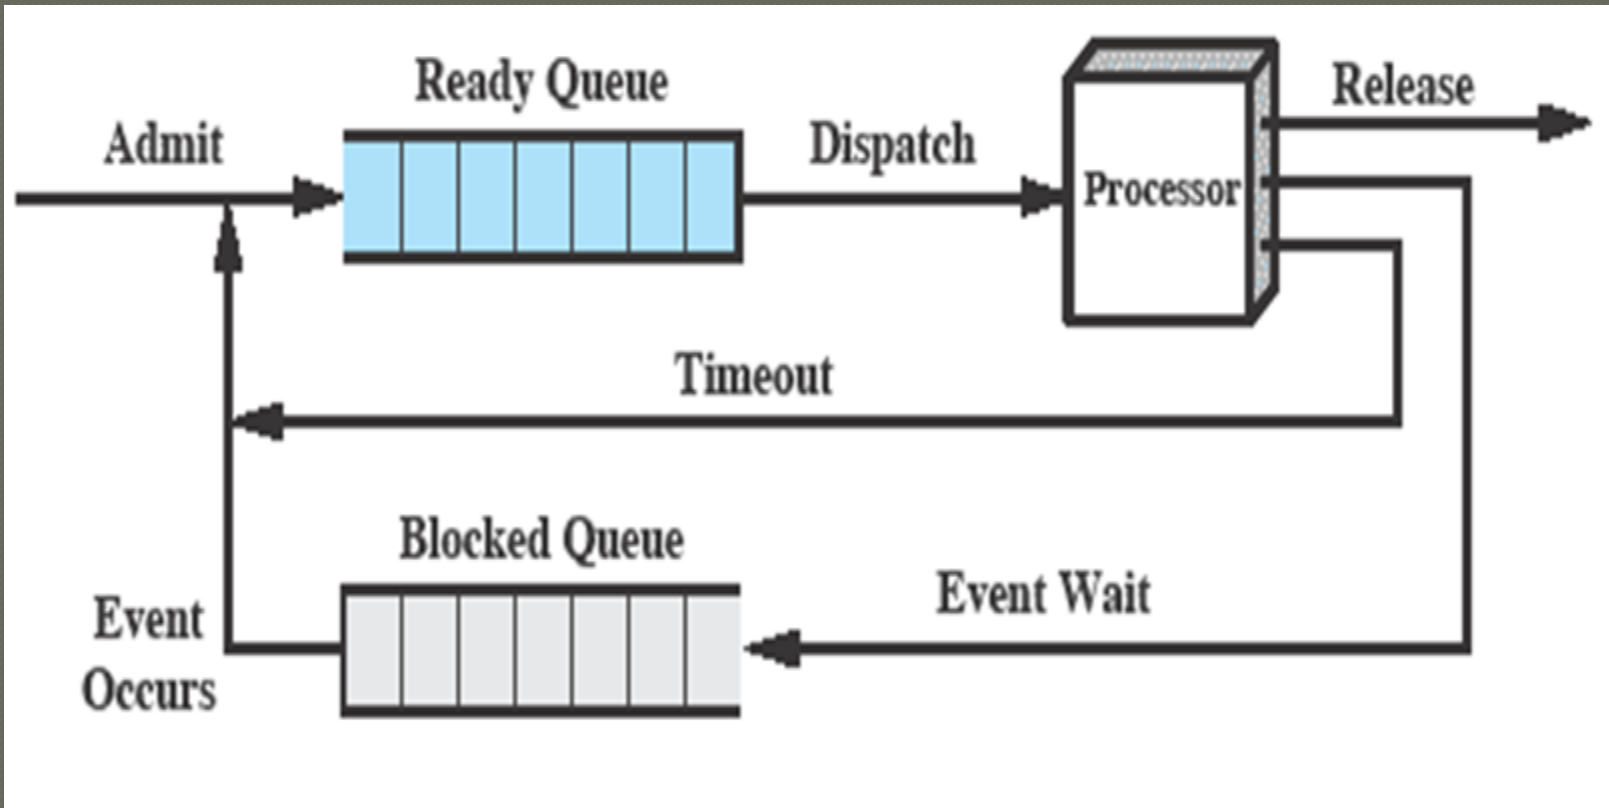 Ready Queue
Release
Admit
Dispatch
Processor
Timeout
Blocked Queue
Event Wait
Event
Occurs